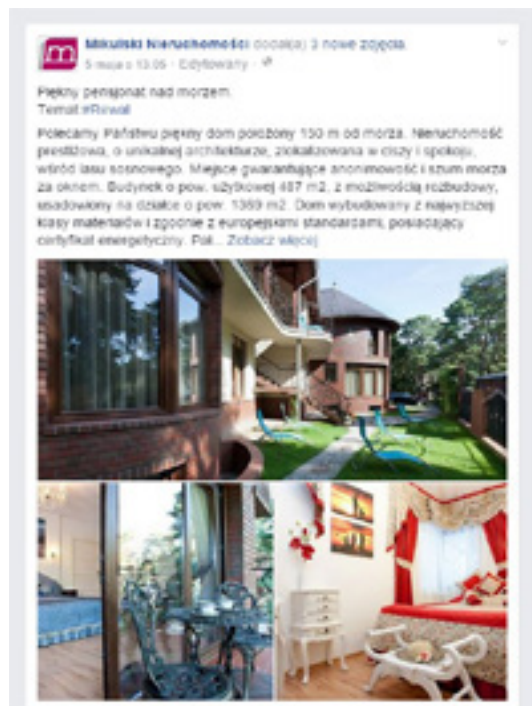 Mikulski Nieruchomości dodał(a) 3 nowe zdjęcia.
5 maja o 13:05 · Edytowany ·
Piękny pensjonat nad morzem.
Temat:#Rewal
Polecamy Państwu piękny dom położony 150 m od morza. Nieruchomość
prestiżowa, o unikalnej architekturze, zlokalizowana w ciszy i spokoju,
wśród lasu sosnowego. Miejsce gwarantujące anonimowość i szum morza
za oknem. Budynek o pow. użytkowej 487 m2, z możliwością rozbudowy,
usadowiony na działce o pow. 1369 m2. Dom wybudowany z najwyższej
klasy materiałów i zgodnie z europejskimi standardami, posiadający
certyfikat energetyczny. Pal... Zobacz więcej